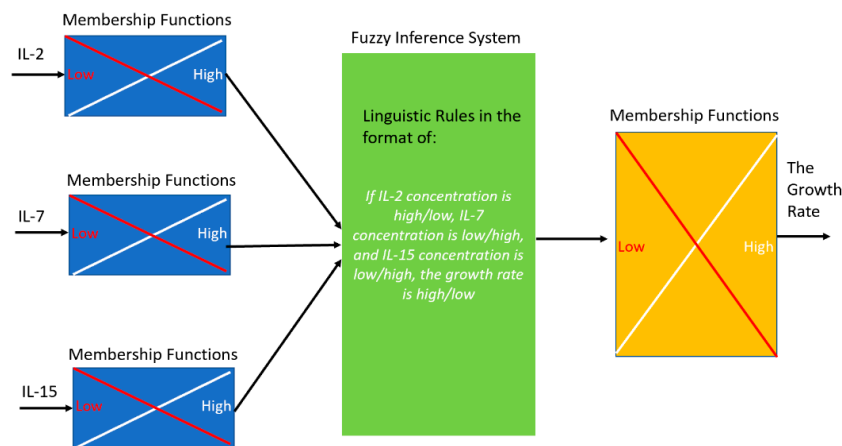 Membership Functions
IL-2
Low
High
Membership Functions
IL-7
Low
High
Membership Functions
IL-15
Low
High
Fuzzy Inference System
Linguistic Rules in the
format of:
If IL-2 concentration is
high/low, IL-7
concentration is low/high,
and IL-15 concentration is
low/high, the growth rate
is high/low
Membership Functions
Low
High
The
Growth
Rate